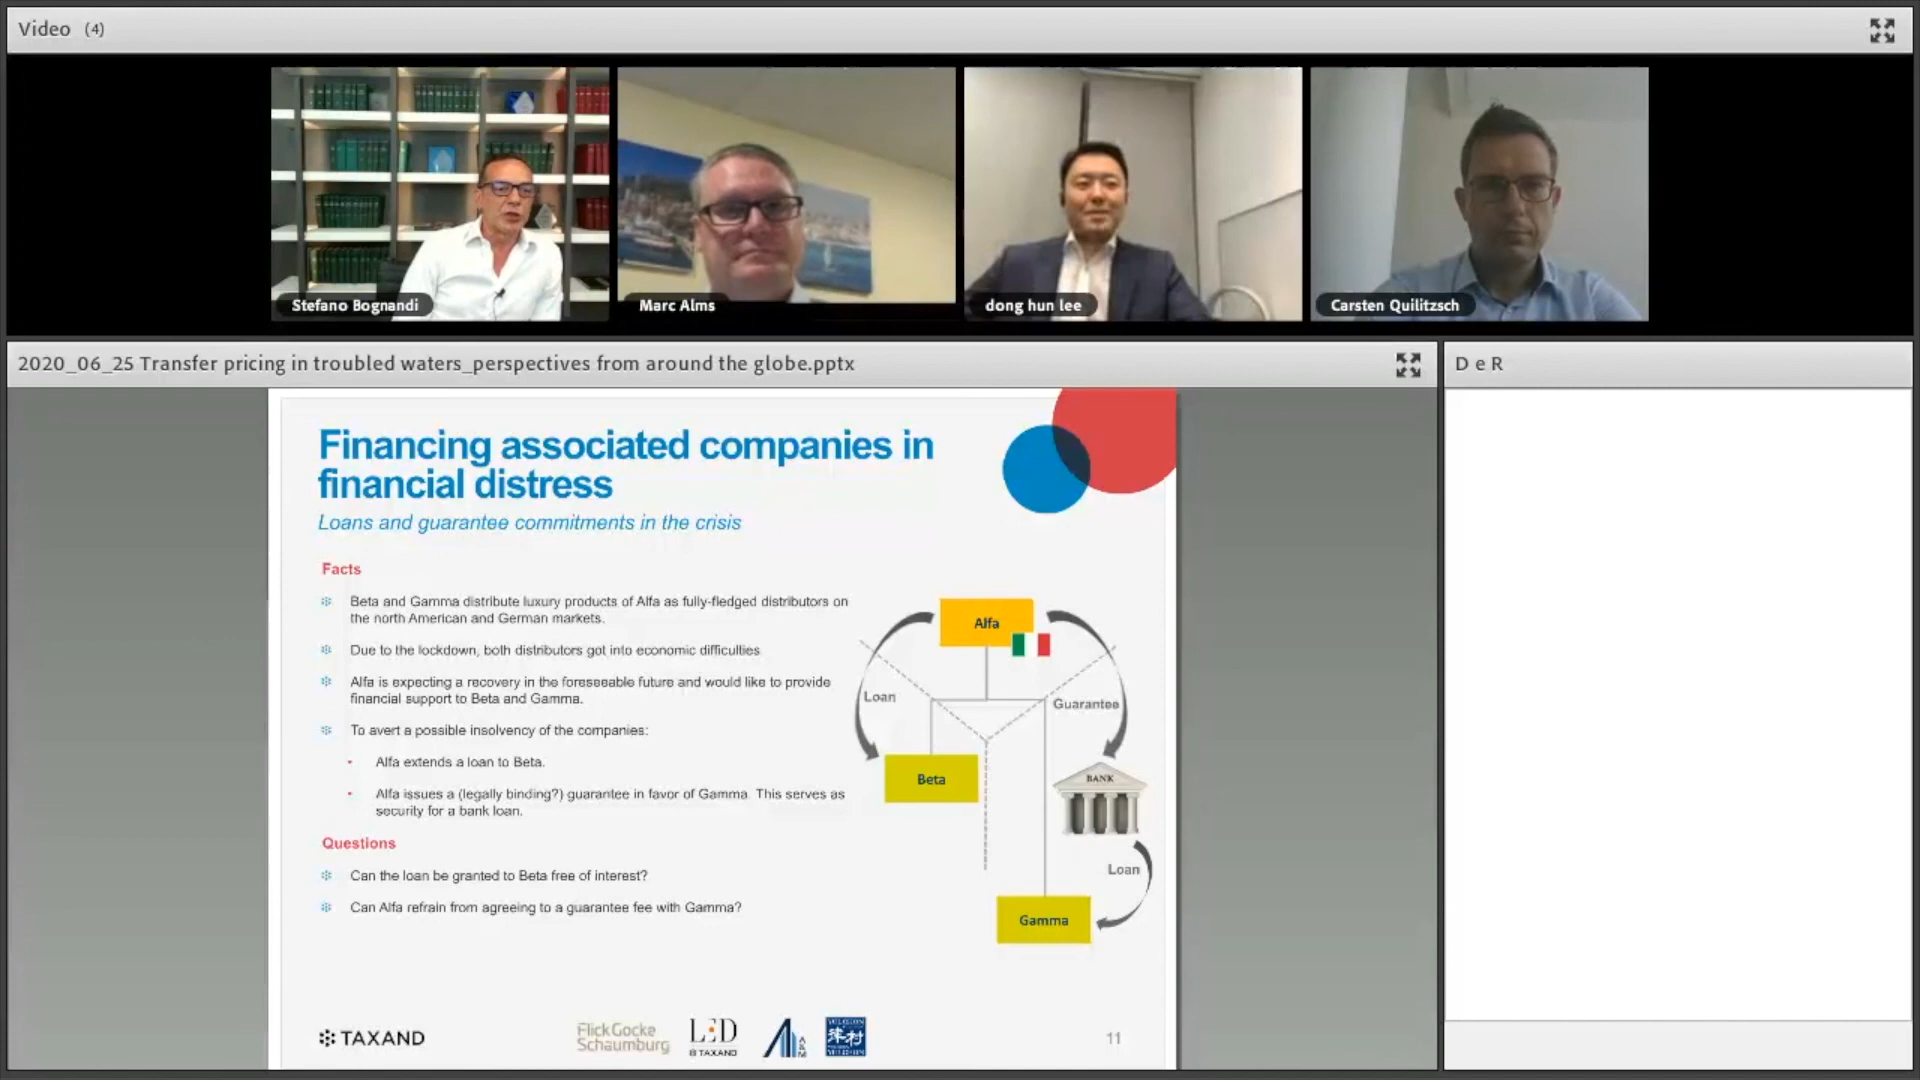 Video (4)
Stefano Bognandi
Marc Alms
dong hun lee
Carsten Quilitzsch
2020_06_25 Transfer pricing in troubled waters_perspectives from around the globe.pptx
D e R
Financing associated companies in
financial distress
Loans and guarantee commitments in the crisis
Facts
Beta and Gamma distribute luxury products of Alfa as fully-fledged distributors on
the north American and German markets.
Due to the lockdown, both distributors got into economic difficulties
Alfa is expecting a recovery in the foreseeable future and would like to provide
financial support to Beta and Gamma.
To avert a possible insolvency of the companies:
Alfa extends a loan to Beta.
Alfa issues a (legally binding?) guarantee in favor of Gamma. This serves as
security for a bank loan.
Questions
Can the loan be granted to Beta free of interest?
Can Alfa refrain from agreeing to a guarantee fee with Gamma?
Alfa
Loan
Guarantee
Beta
BANK
Loan
Gamma
TAXAND
Flick Gocke
Schaumburg
LED
TAXAND
A&M
11